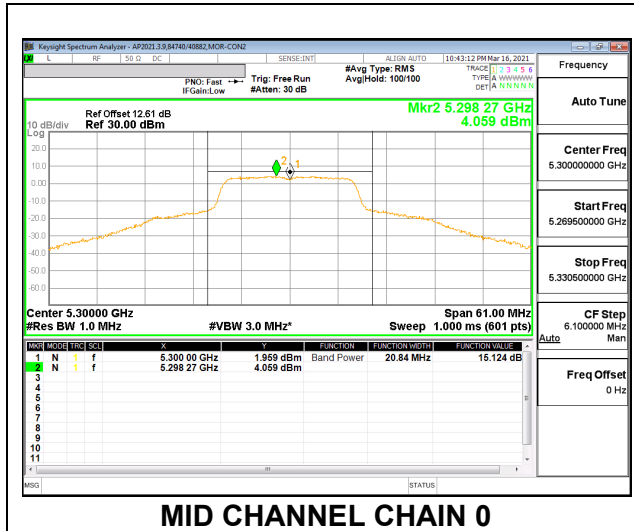 Keysight Spectrum Analyzer - AP2021.3.9,84740/40882,MOR-CON2
L RF 50 Ω DC SENSE:INT ALIGN AUTO 10:43:12 PM Mar 16, 2021
Frequency
#Avg Type: RMS TRACE 1 2 3 4 5 6
PNO: Fast Trig: Free Run Avg|Hold: 100/100 TYPE A WWWWW
IFGain:Low #Atten: 30 dB DET A N N N N N
Auto Tune
Mkr2 5.298 27 GHz
4.059 dBm
Ref Offset 12.61 dB
10 dB/div Ref 30.00 dBm
Log
20.0
10.0
0.00
-10.0
-20.0
-30.0
-40.0
-50.0
-60.0
2
1
Center Freq
5.300000000 GHz
Start Freq
5.269500000 GHz
Stop Freq
5.330500000 GHz
Center 5.30000 GHz Span 61.00 MHz
#Res BW 1.0 MHz #VBW 3.0 MHz* Sweep 1.000 ms (601 pts)
CF Step
6.100000 MHz
Auto Man
MKR MODE TRC SCL X Y FUNCTION FUNCTION WIDTH FUNCTION VALUE
1 N 1 f 5.300 00 GHz 1.959 dBm Band Power 20.84 MHz 15.124 dB
2 N 1 f 5.298 27 GHz 4.059 dBm
3
4
5
6
7
8
9
10
11
Freq Offset
0 Hz
MSG STATUS
MID CHANNEL CHAIN 0